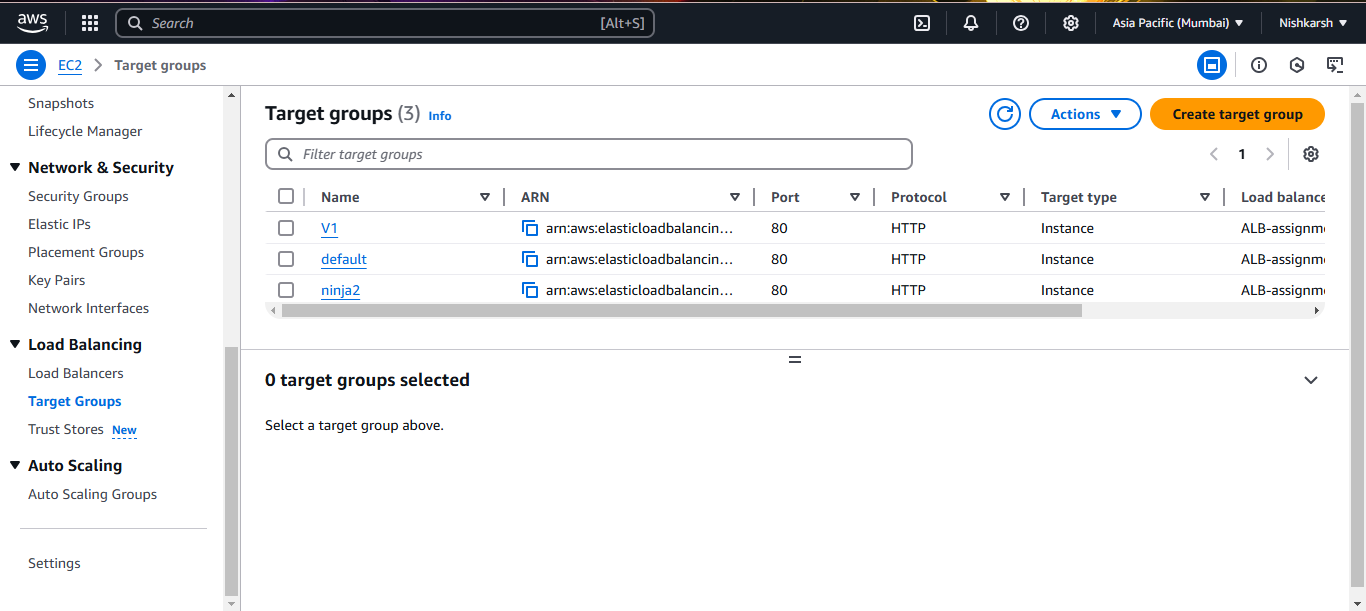 aws
Search [Alt+S] Asia Pacific (Mumbai) Nishkarsh
EC2 Target groups
Snapshots
Lifecycle Manager
Network & Security
Security Groups
Elastic IPs
Placement Groups
Key Pairs
Network Interfaces
Load Balancing
Load Balancers
Target Groups
Trust Stores New
Auto Scaling
Auto Scaling Groups
Settings
Target groups (3) Info
Actions Create target group
Filter target groups
1
Name ARN Port Protocol Target type Load balance
V1 arn:aws:elasticloadbalancin... 80 HTTP Instance ALB-assignm
default arn:aws:elasticloadbalancin... 80 HTTP Instance ALB-assignm
ninja2 arn:aws:elasticloadbalancin... 80 HTTP Instance ALB-assignm
0 target groups selected
Select a target group above.